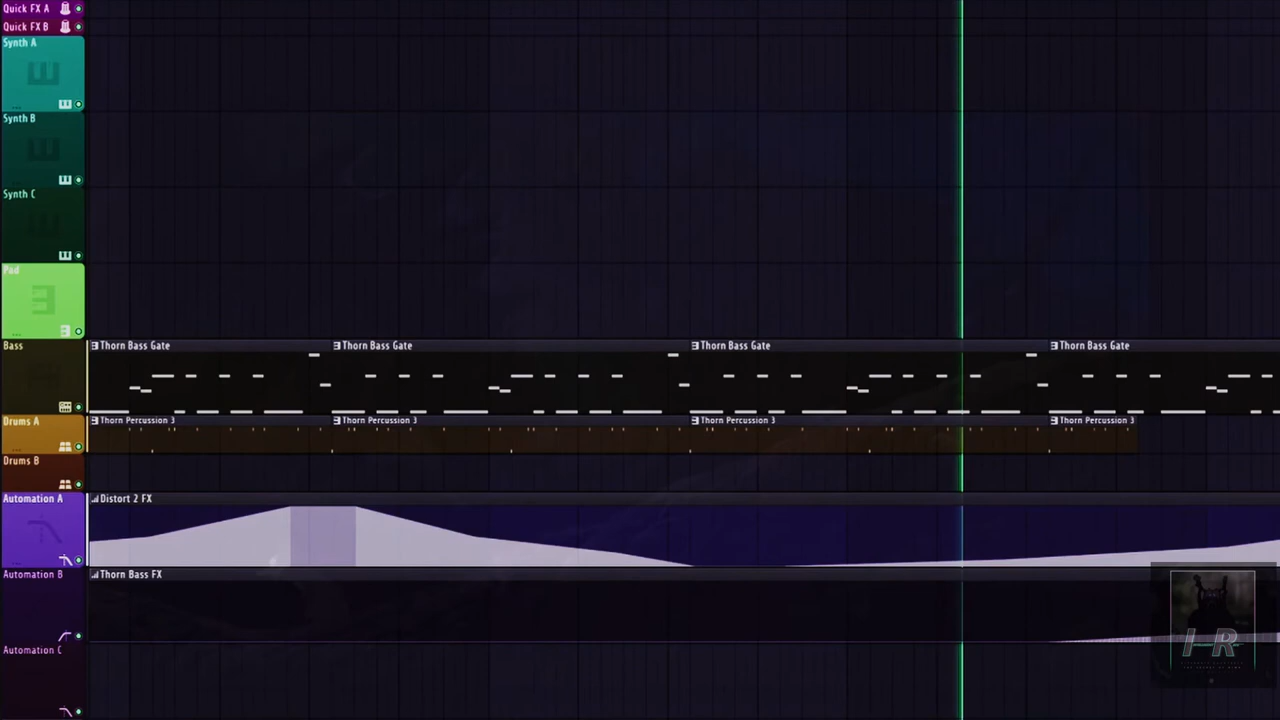 Quick FX A
Quick FX B
Synth A
Synth B
Synth C
Pad
Bass
Thorn Bass Gate
Thorn Bass Gate
Thorn Bass Gate
Thorn Bass Gate
Drums A
Thorn Percussion 3
Thorn Percussion 3
Thorn Percussion 3
Thorn Percussion 3
Drums B
Automation A
Distort 2 FX
Automation B
Thorn Bass FX
Automation C
I R